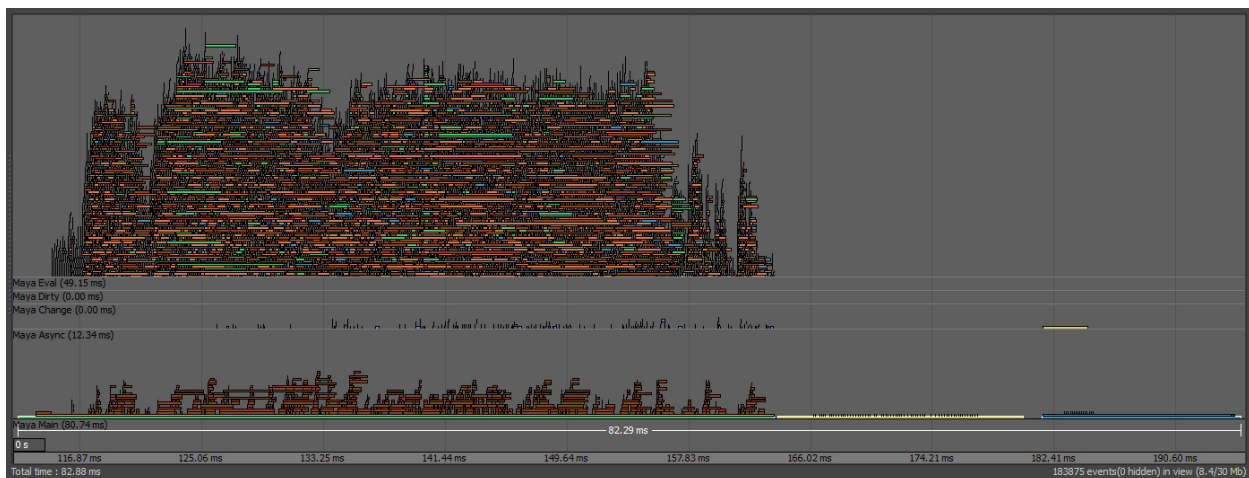 Maya Eval (49.15 ms)
Maya Dirty (0.00 ms)
Maya Change (0.00 ms)
Maya Async (12.34 ms)
Maya Main (80.74 ms)
82.29 ms
0 s
116.87 ms 125.06 ms 133.25 ms 141.44 ms 149.64 ms 157.83 ms 166.02 ms 174.21 ms 182.41 ms 190.60 ms
Total time : 82.88 ms 183875 events(0 hidden) in view (8.4/30 Mb)